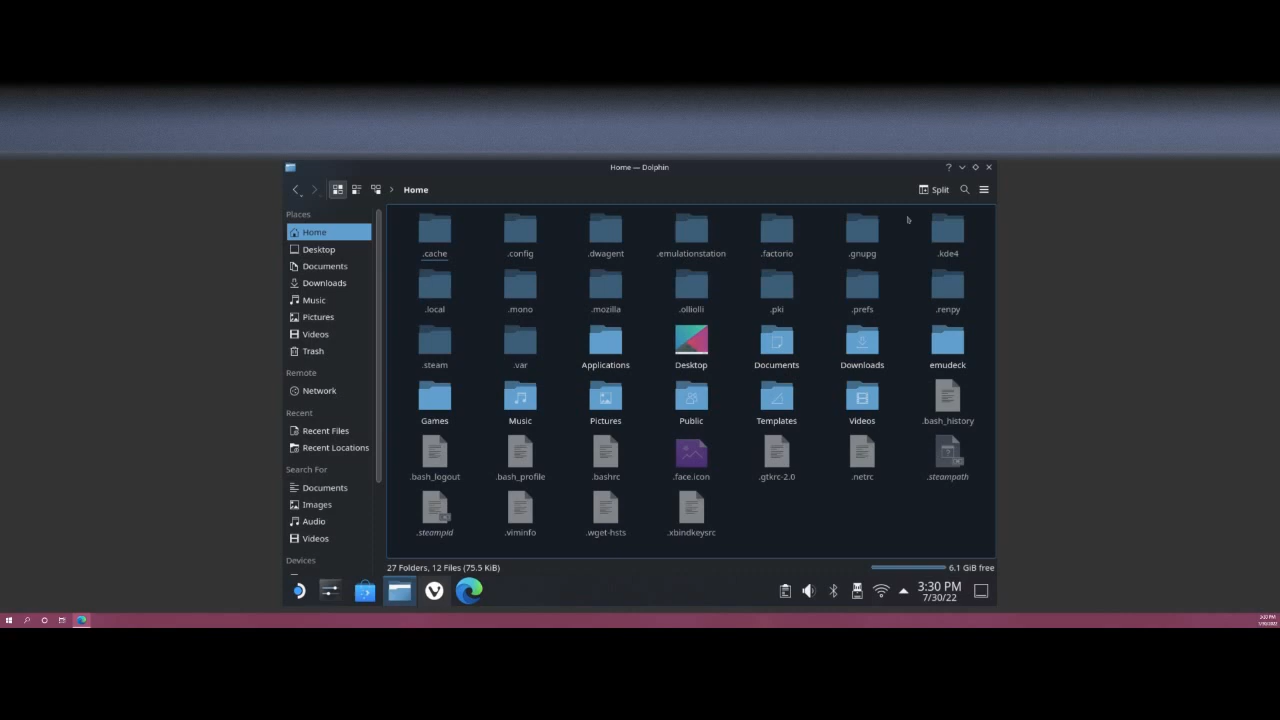 Home — Dolphin
Home
Split
Places
Home
Desktop
Documents
Downloads
Music
Pictures
Videos
Trash
Remote
Network
Recent
Recent Files
Recent Locations
Search For
Documents
Images
Audio
Videos
Devices
.cache .config .dwagent .emulationstation .factorio .gnupg .kde4
.local .mono .mozilla .olliolli .pki .prefs .renpy
.steam .var Applications Desktop Documents Downloads emudeck
Games Music Pictures Public Templates Videos .bash_history
.bash_logout .bash_profile .bashrc .face.icon .gtkrc-2.0 .netrc .steampath
.steampid .viminfo .wget-hsts .xbindkeysrc
27 Folders, 12 Files (75.5 KiB)
6.1 GiB free
3:30 PM
7/30/22